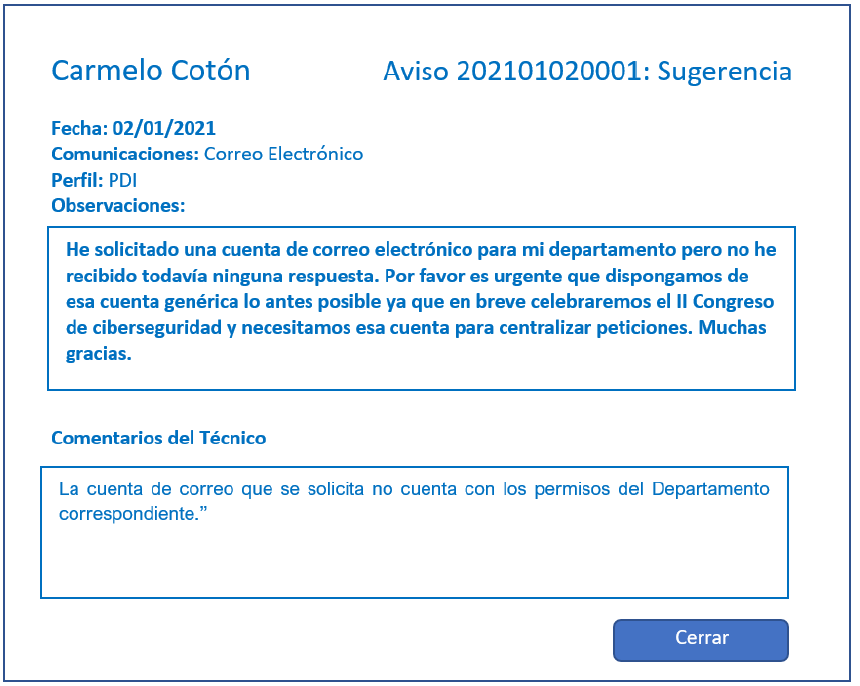 Carmelo Cotón
Aviso 202101020001: Sugerencia
Fecha: 02/01/2021
Comunicaciones: Correo Electrónico
Perfil: PDI
Observaciones:
He solicitado una cuenta de correo electrónico para mi departamento pero no he
recibido todavía ninguna respuesta. Por favor es urgente que dispongamos de
esa cuenta genérica lo antes posible ya que en breve celebraremos el II Congreso
de ciberseguridad y necesitamos esa cuenta para centralizar peticiones. Muchas
gracias.
Comentarios del Técnico
La cuenta de correo que se solicita no cuenta con los permisos del Departamento
correspondiente.”
Cerrar